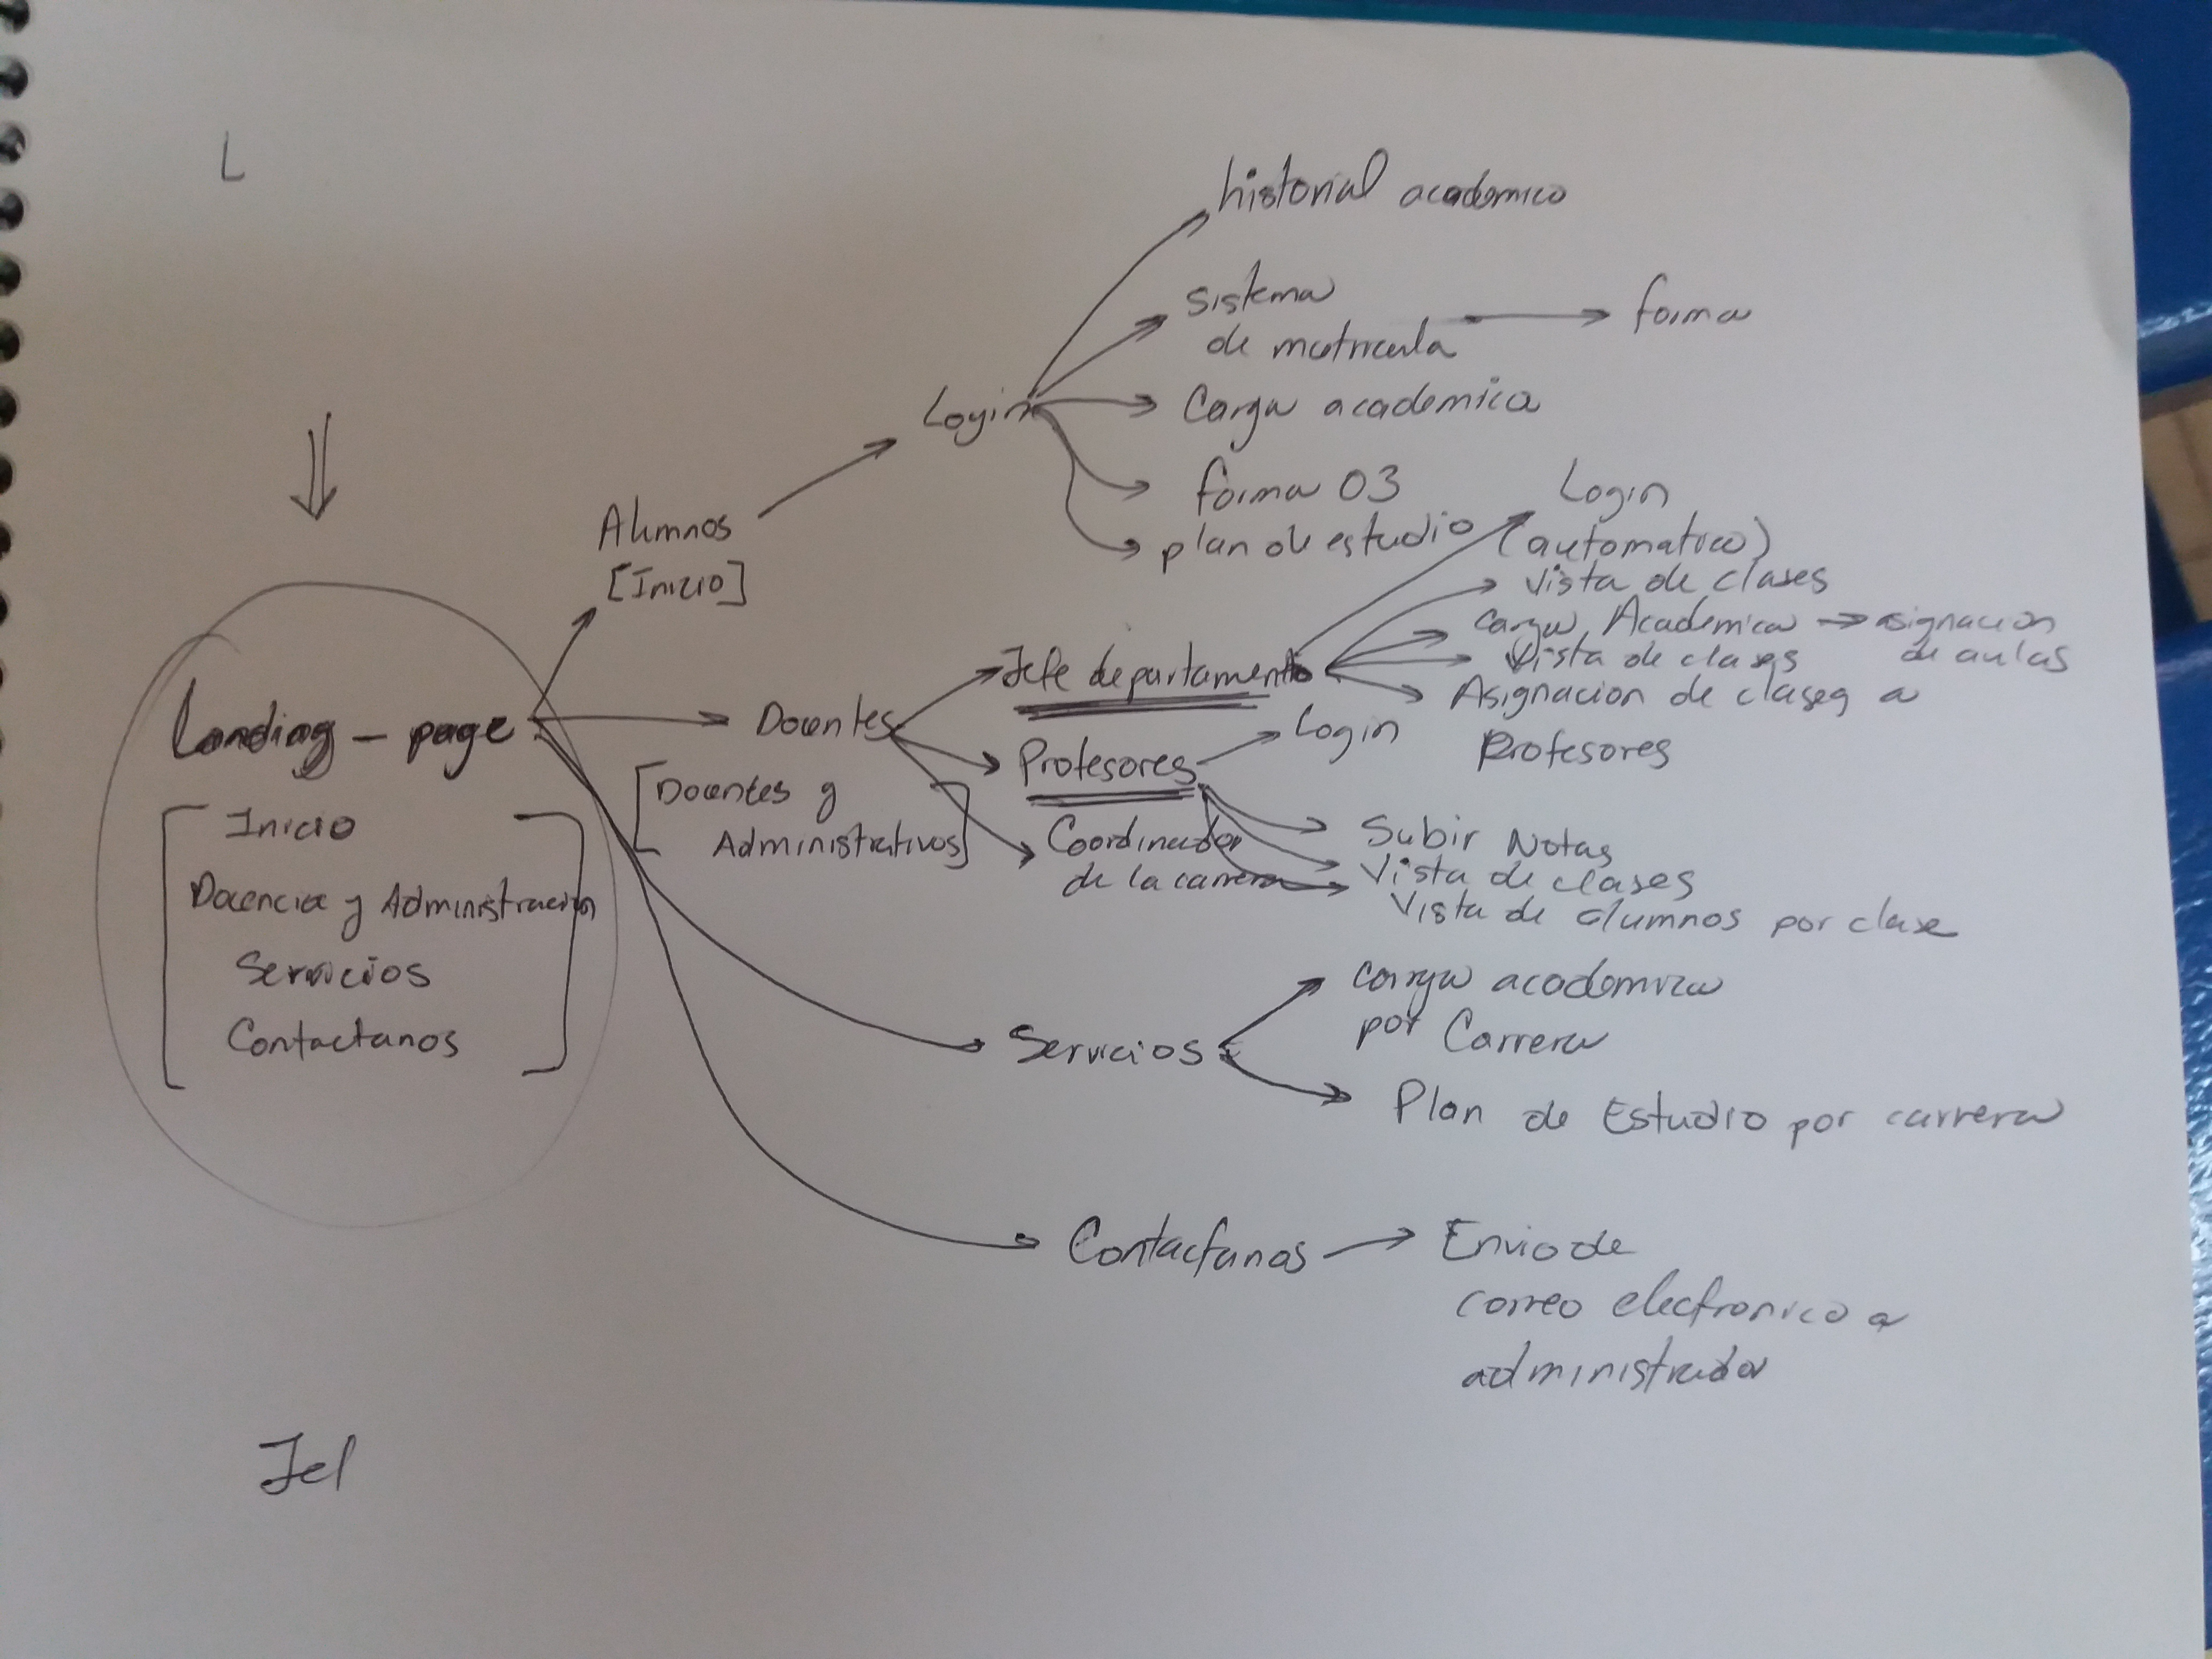 L
Landing-page
[Inicio
Docencia y Administración
Servicios
Contactanos]
Jef
Alumnos
[Inicio]
Login
historial academico
Sistema
de matricula
forma
Carga academica
forma 03
plan de estudio (automatico)
Docentes
[Docentes y
Administrativos]
Jefe departamento
Login
Vista de clases
Carga Academica → asignacion
de aulas
Vista de clases
Asignacion de clases a
Profesores
Profesores
Login
Coordinador
de la carrera
Subir Notas
Vista de clases
Vista de alumnos por clase
Servicios
Carga academica
por Carrera
Plan de Estudio por carrera
Contactanos
Envio de
correo electronico a
administrador